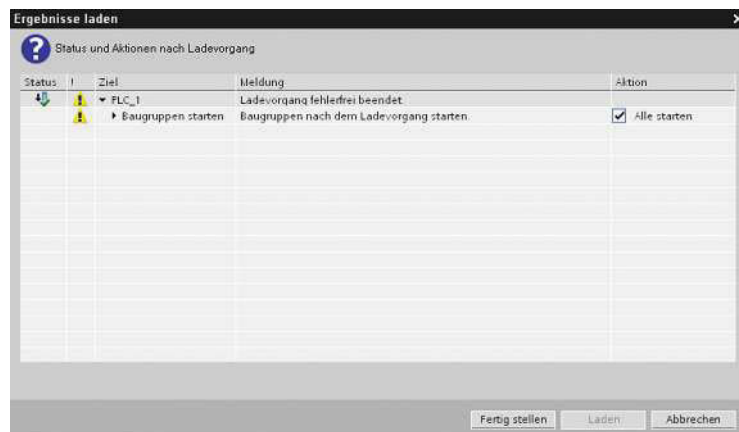 Ergebnisse laden
Status und Aktionen nach Ladevorgang
Status ! Ziel Meldung Aktion
PLC_1 Ladevorgang fehlerfrei beendet.
Baugruppen starten Baugruppen nach dem Ladevorgang starten. Alle starten
Fertig stellen Laden Abbrechen